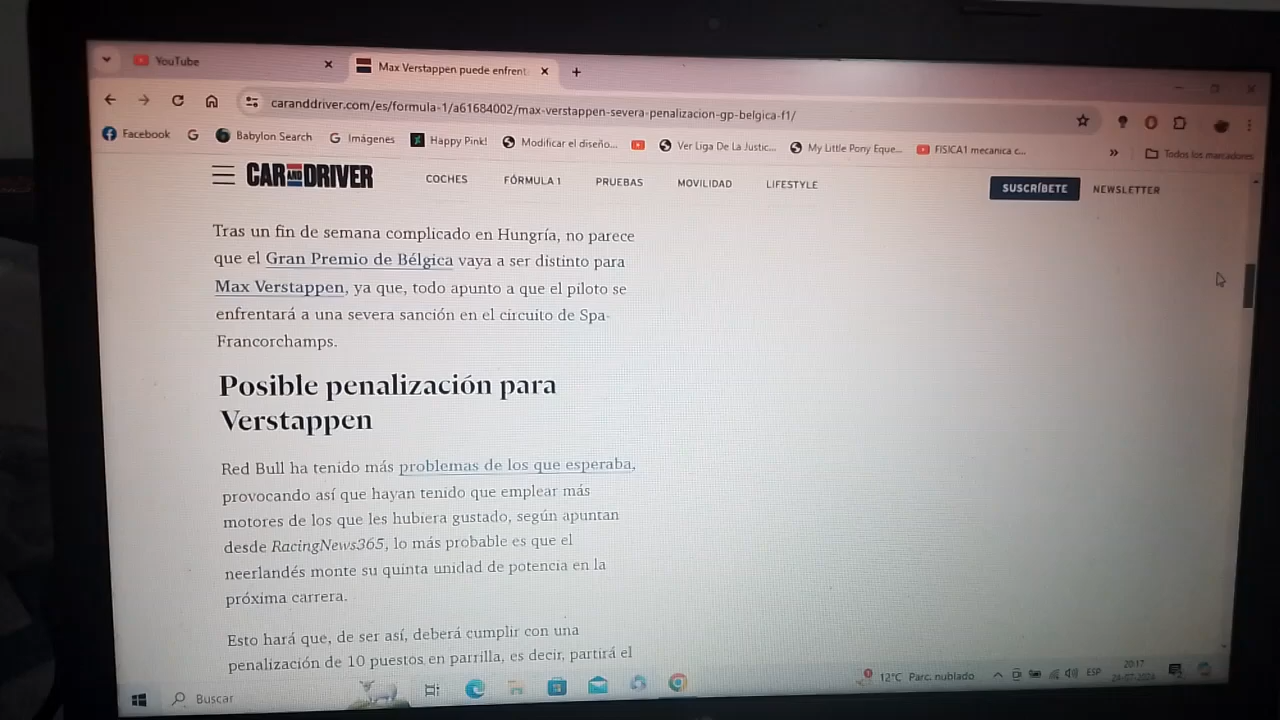 YouTube
Max Verstappen puede enfrent
caranddriver.com/es/formula-1/a61684002/max-verstappen-severa-penalizacion-gp-belgica-f1/
Facebook
Babylon Search
Imágenes
Happy Pink!
Modificar el diseño...
Ver Liga De La Justic...
My Little Pony Eque...
FISICA1 mecanica c...
»
Todos los marcadores
CAR AND DRIVER
COCHES
FÓRMULA 1
PRUEBAS
MOVILIDAD
LIFESTYLE
SUSCRÍBETE
NEWSLETTER
Tras un fin de semana complicado en Hungría, no parece
que el Gran Premio de Bélgica vaya a ser distinto para
Max Verstappen, ya que, todo apunto a que el piloto se
enfrentará a una severa sanción en el circuito de Spa-
Francorchamps.
Posible penalización para
Verstappen
Red Bull ha tenido más problemas de los que esperaba,
provocando así que hayan tenido que emplear más
motores de los que les hubiera gustado, según apuntan
desde RacingNews365, lo más probable es que el
neerlandés monte su quinta unidad de potencia en la
próxima carrera.
Esto hará que, de ser así, deberá cumplir con una
penalización de 10 puestos en parrilla, es decir, partirá el
Buscar
12°C Parc. nublado
ESP
20:17
24-07-2024